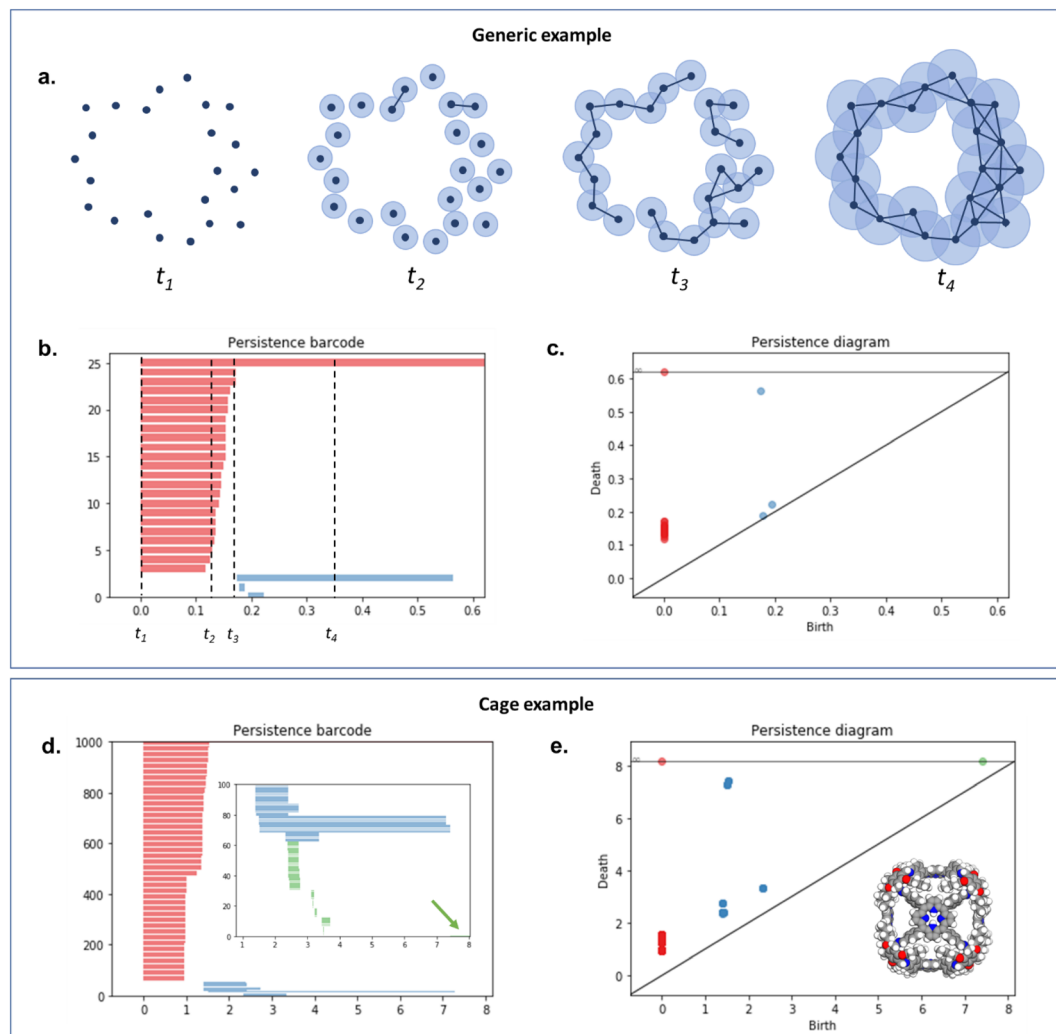 Generic example
a.
t1 t2 t3 t4
b.
Persistence barcode
25
20
15
10
5
0
0.0 0.1 0.2 0.3 0.4 0.5 0.6
t1 t2 t3 t4
c.
Persistence diagram
∞
0.6
0.5
0.4
0.3
0.2
0.1
0.0
Death
0.0 0.1 0.2 0.3 0.4 0.5 0.6
Birth
Cage example
d.
Persistence barcode
1000
800
600
400
200
0
0 1 2 3 4 5 6 7 8
100
80
60
40
20
0
1 2 3 4 5 6 7 8
e.
Persistence diagram
∞
8
6
4
2
0
Death
0 1 2 3 4 5 6 7 8
Birth